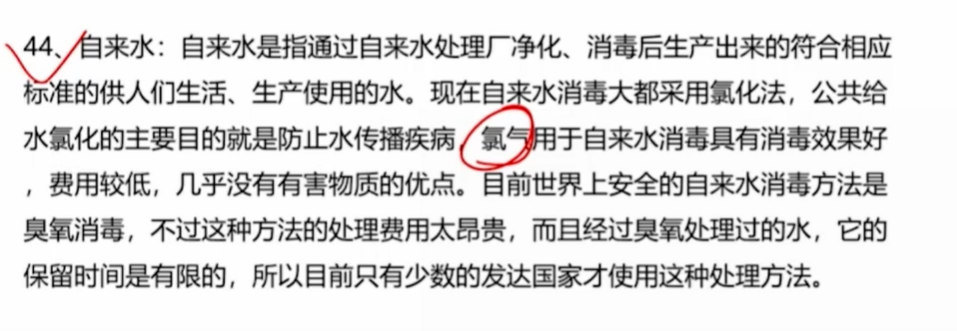 44、自来水：自来水是指通过自来水处理厂净化、消毒后生产出来的符合相应
标准的供人们生活、生产使用的水。现在自来水消毒大都采用氯化法，公共给
水氯化的主要目的就是防止水传播疾病，氯气用于自来水消毒具有消毒效果好
，费用较低，几乎没有有害物质的优点。目前世界上安全的自来水消毒方法是
臭氧消毒，不过这种方法的处理费用太昂贵，而且经过臭氧处理过的水，它的
保留时间是有限的，所以目前只有少数的发达国家才使用这种处理方法。